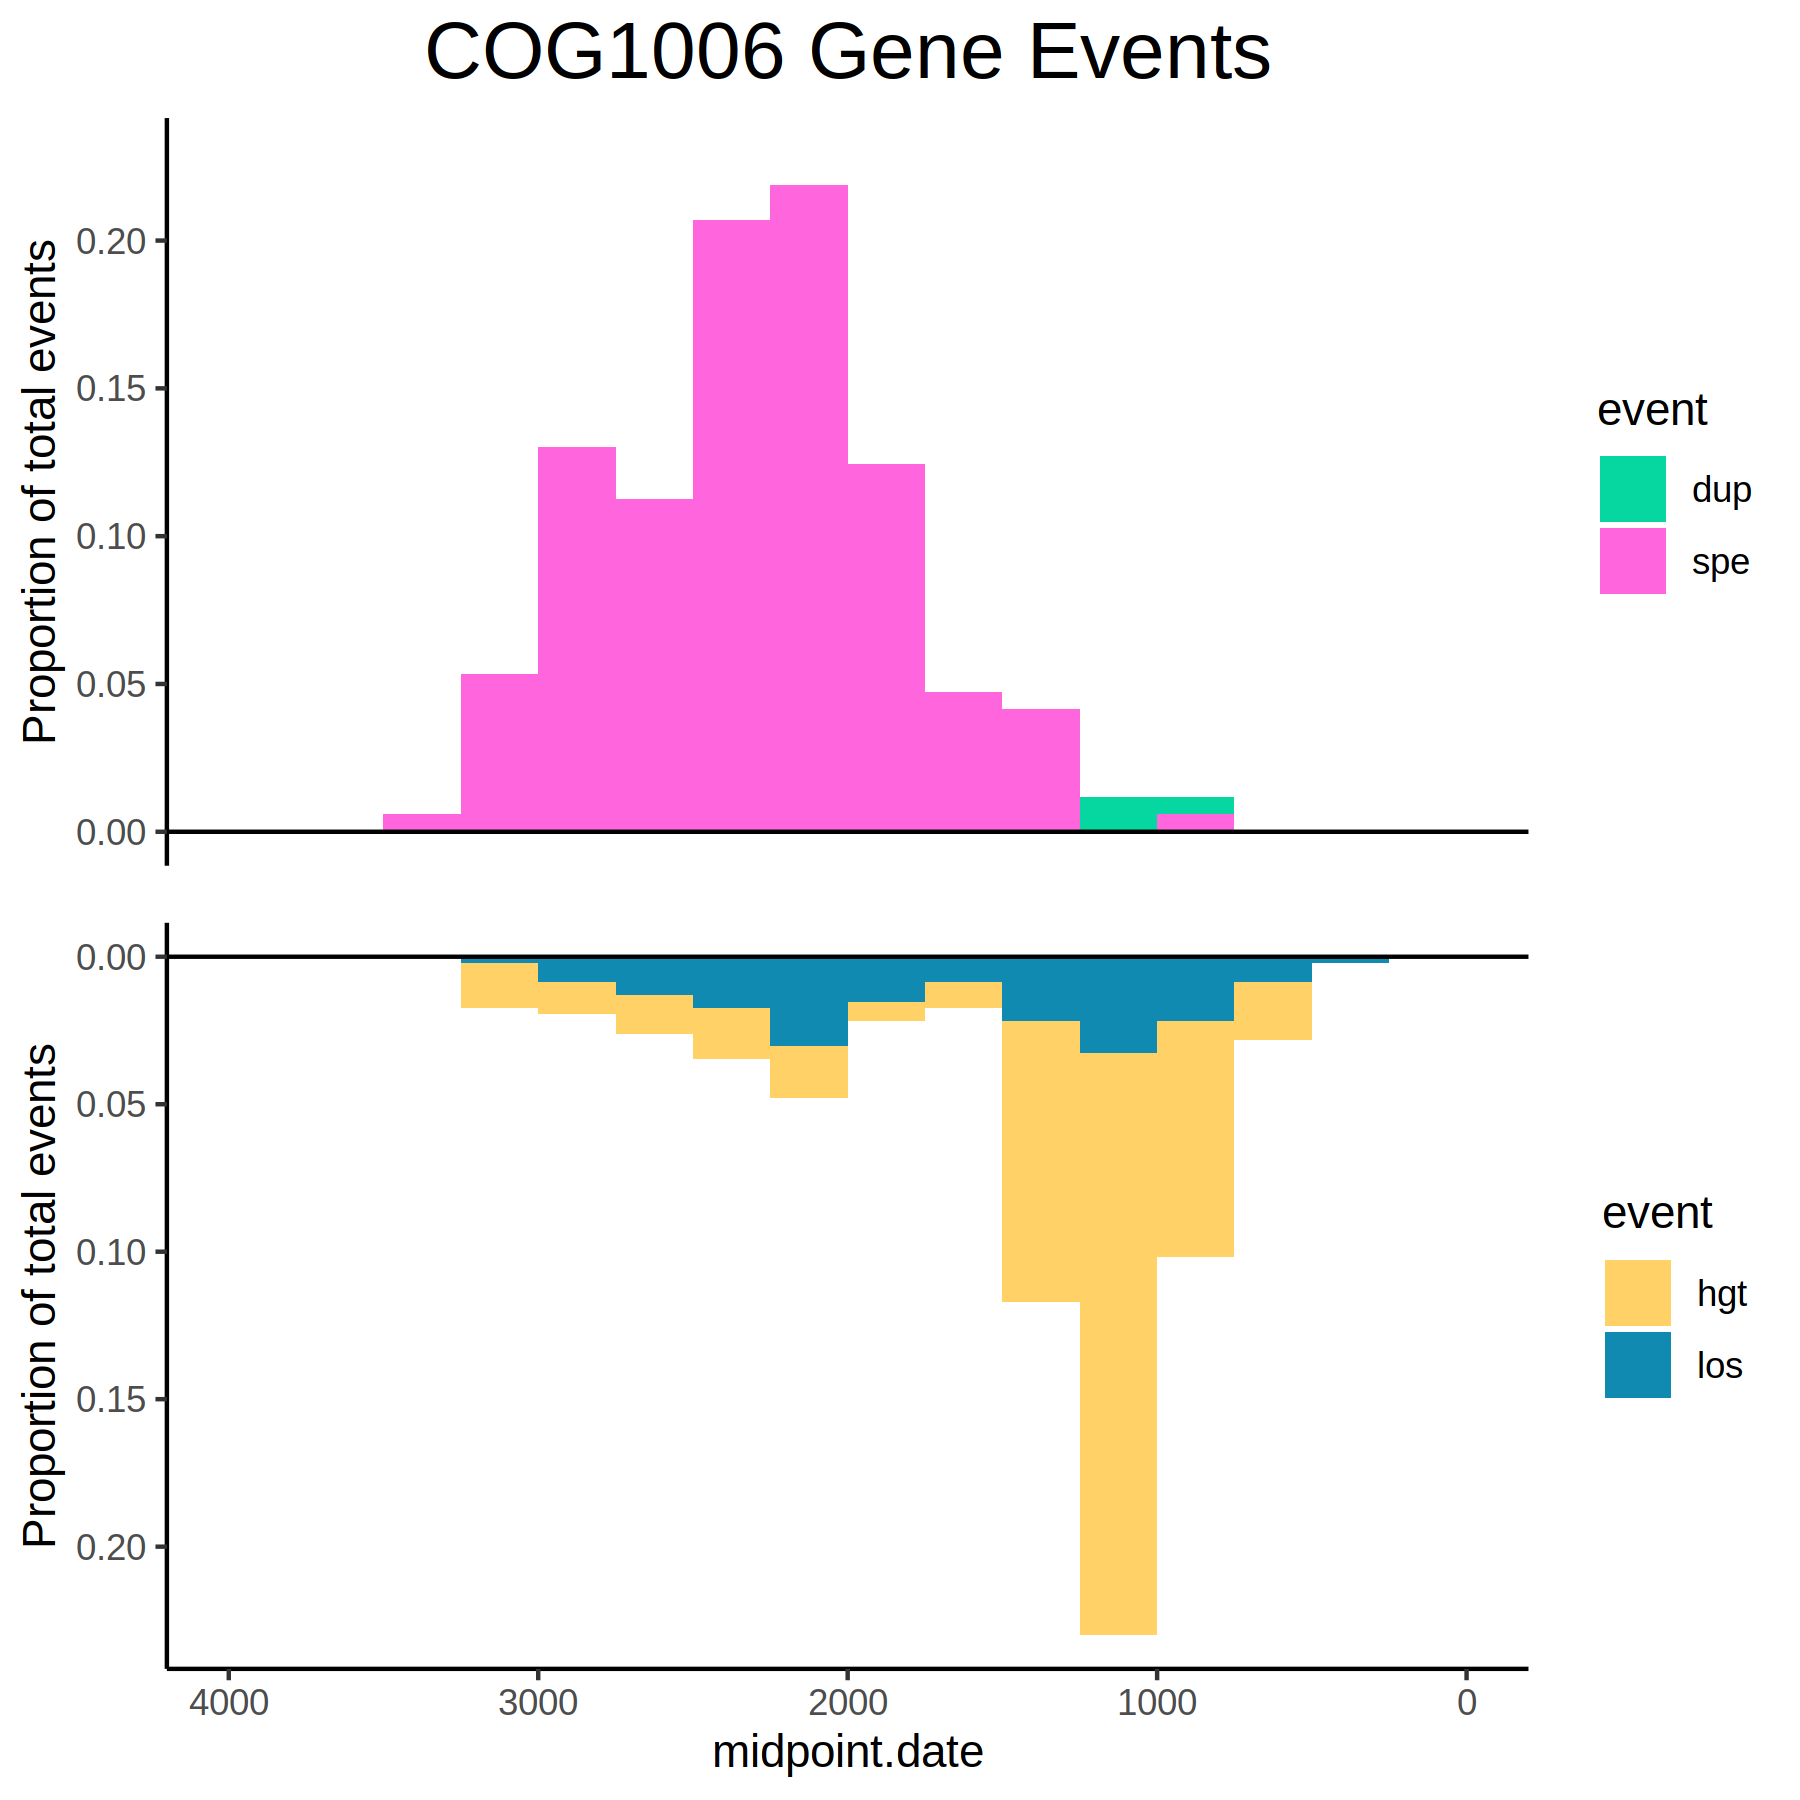 COG1006 Gene Events
Proportion of total events
0.20
0.15
0.10
0.05
0.00
event
dup
spe
Proportion of total events
0.00
0.05
0.10
0.15
0.20
event
hgt
los
4000 3000 2000 1000 0
midpoint.date